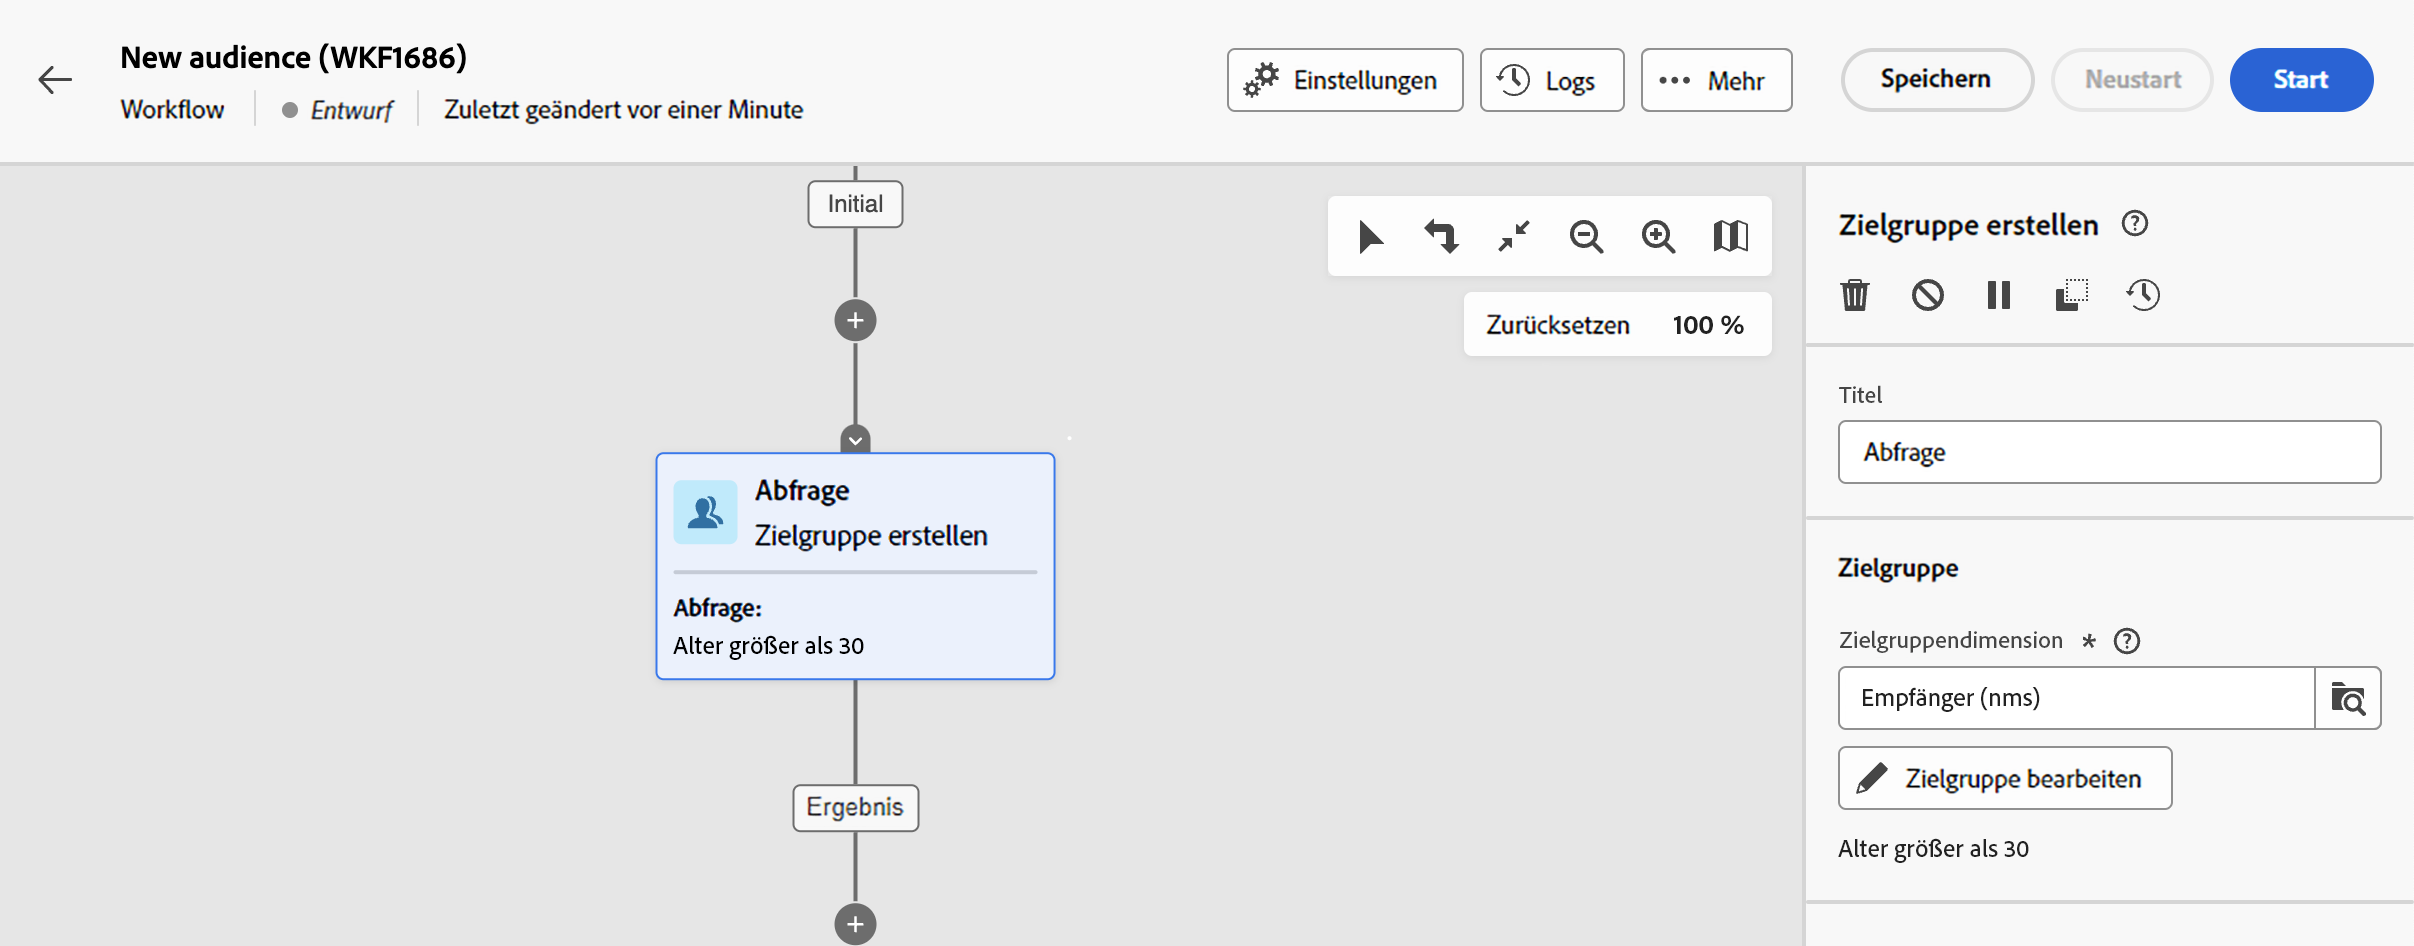 New audience (WKF1686)
Workflow
Entwurf
Zuletzt geändert vor einer Minute
Einstellungen
Logs
Mehr
Speichern
Neustart
Start
Initial
Zurücksetzen 100 %
Abfrage
Zielgruppe erstellen
Abfrage:
Alter größer als 30
Ergebnis
Zielgruppe erstellen
Titel
Abfrage
Zielgruppe
Zielgruppendimension *
Empfänger (nms)
Zielgruppe bearbeiten
Alter größer als 30